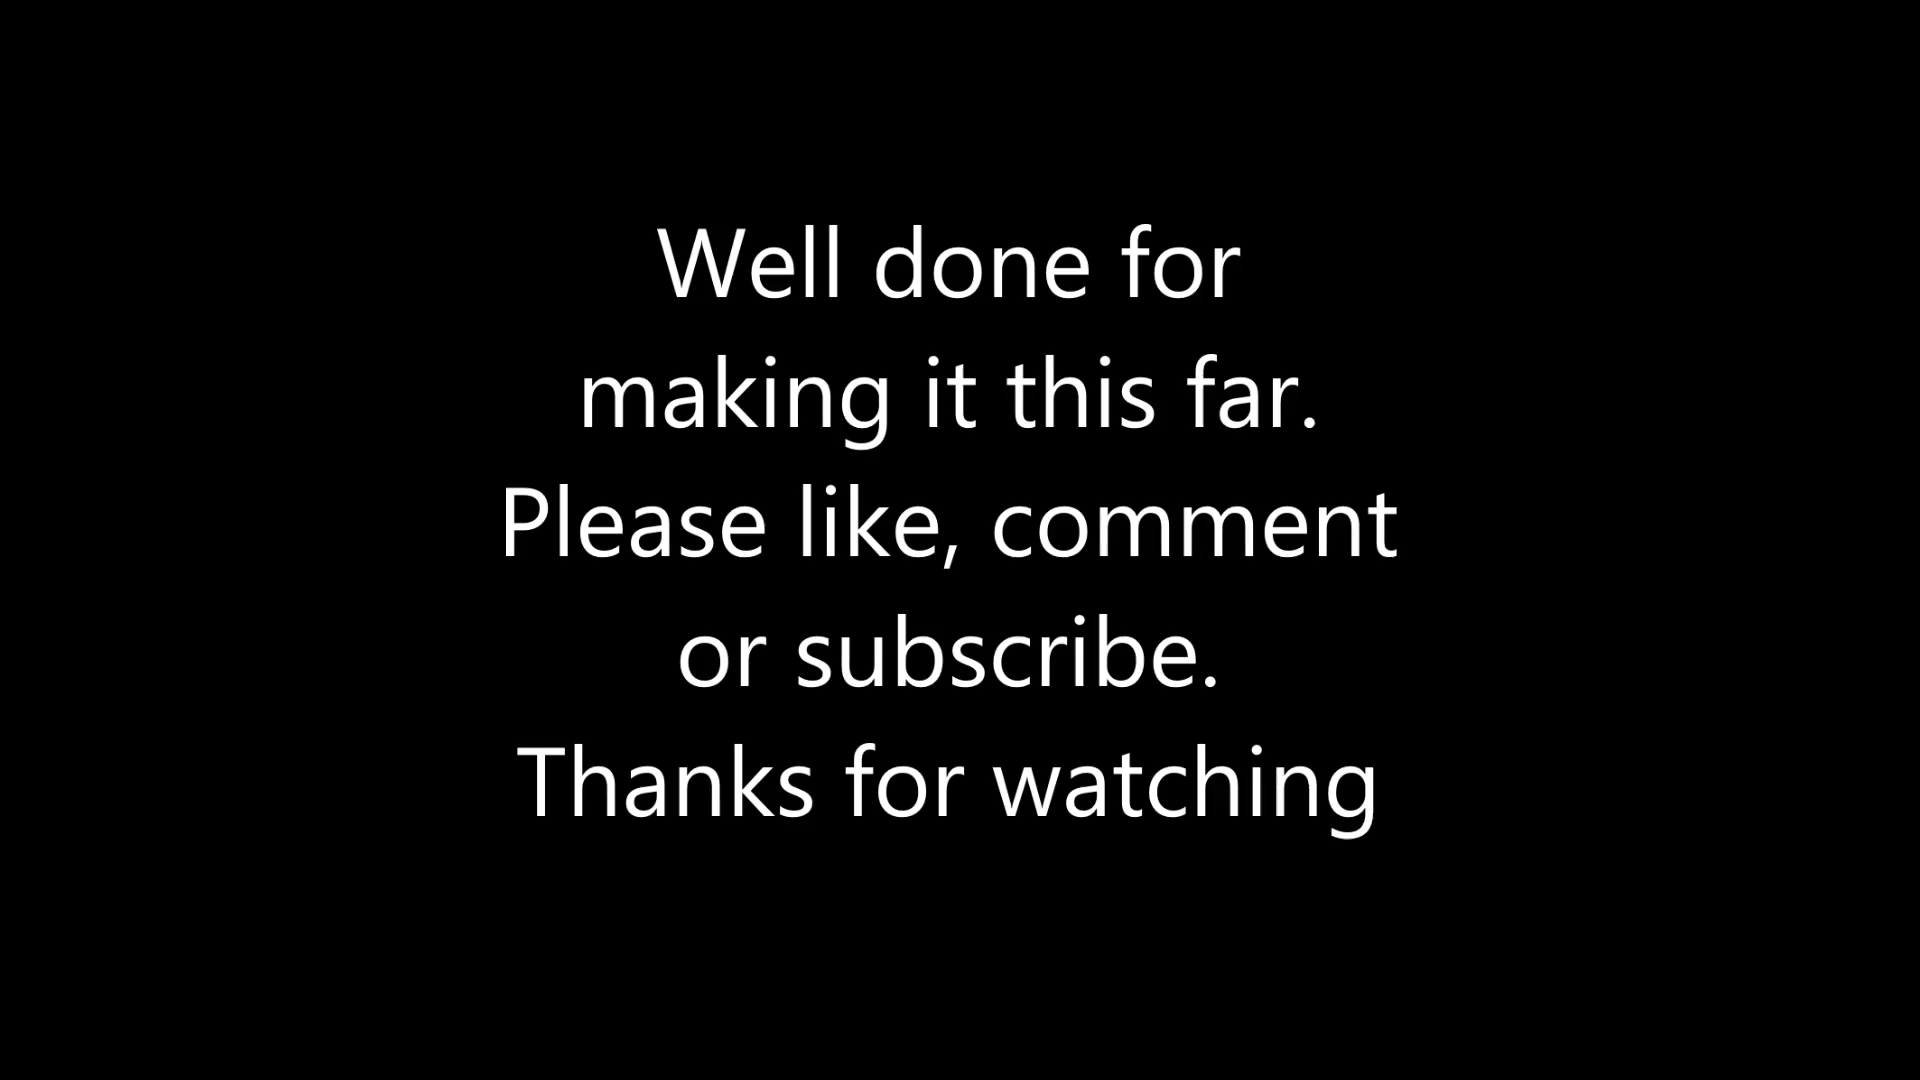 Well done for
making it this far.
Please like, comment
or subscribe.
Thanks for watching